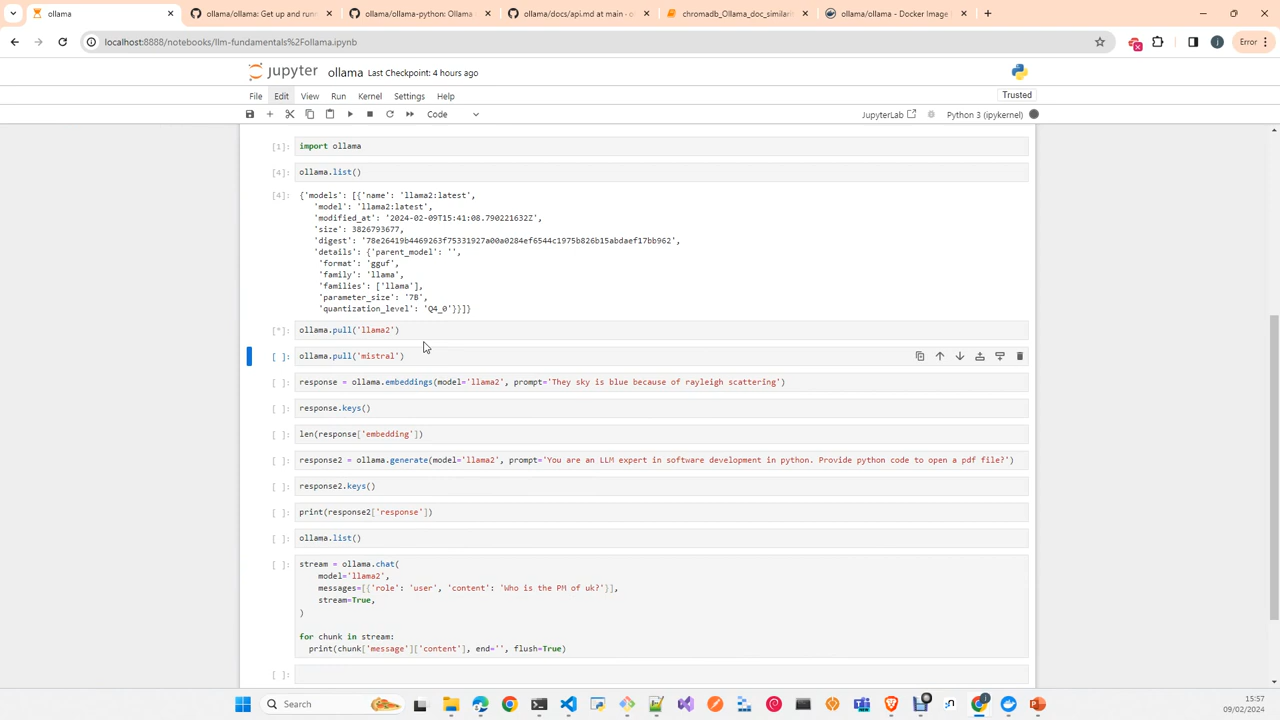 ollama
ollama/ollama: Get up and runn
ollama/ollama-python: Ollama
ollama/docs/api.md at main · o
chromadb_Ollama_doc_similari
ollama/ollama - Docker Image
localhost:8888/notebooks/llm-fundamentals%2Follama.ipynb
Error
jupyter ollama Last Checkpoint: 4 hours ago
File Edit View Run Kernel Settings Help
Trusted
Code
JupyterLab
Python 3 (ipykernel)
[1]: import ollama
[4]: ollama.list()
[4]: {'models': [{'name': 'llama2:latest',
'model': 'llama2:latest',
'modified_at': '2024-02-09T15:41:08.790221632Z',
'size': 3826793677,
'digest': '78e26419b4469263f75331927a00a0284ef6544c1975b826b15abdaef17bb962',
'details': {'parent_model': '',
'format': 'gguf',
'family': 'llama',
'families': ['llama'],
'parameter_size': '7B',
'quantization_level': 'Q4_0'}}]}
[*]: ollama.pull('llama2')
[ ]: ollama.pull('mistral')
[ ]: response = ollama.embeddings(model='llama2', prompt='They sky is blue because of rayleigh scattering')
[ ]: response.keys()
[ ]: len(response['embedding'])
[ ]: response2 = ollama.generate(model='llama2', prompt='You are an LLM expert in software development in python. Provide python code to open a pdf file?')
[ ]: response2.keys()
[ ]: print(response2['response'])
[ ]: ollama.list()
[ ]: stream = ollama.chat(
model='llama2',
messages=[{'role': 'user', 'content': 'Who is the PM of uk?'}],
stream=True,
)
for chunk in stream:
print(chunk['message']['content'], end='', flush=True)
[ ]:
Search
15:57
09/02/2024